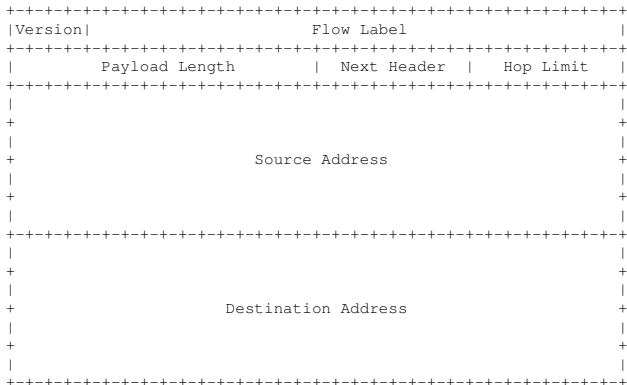 |Version| Flow Label |
| Payload Length | Next Header | Hop Limit |
Source Address
Destination Address